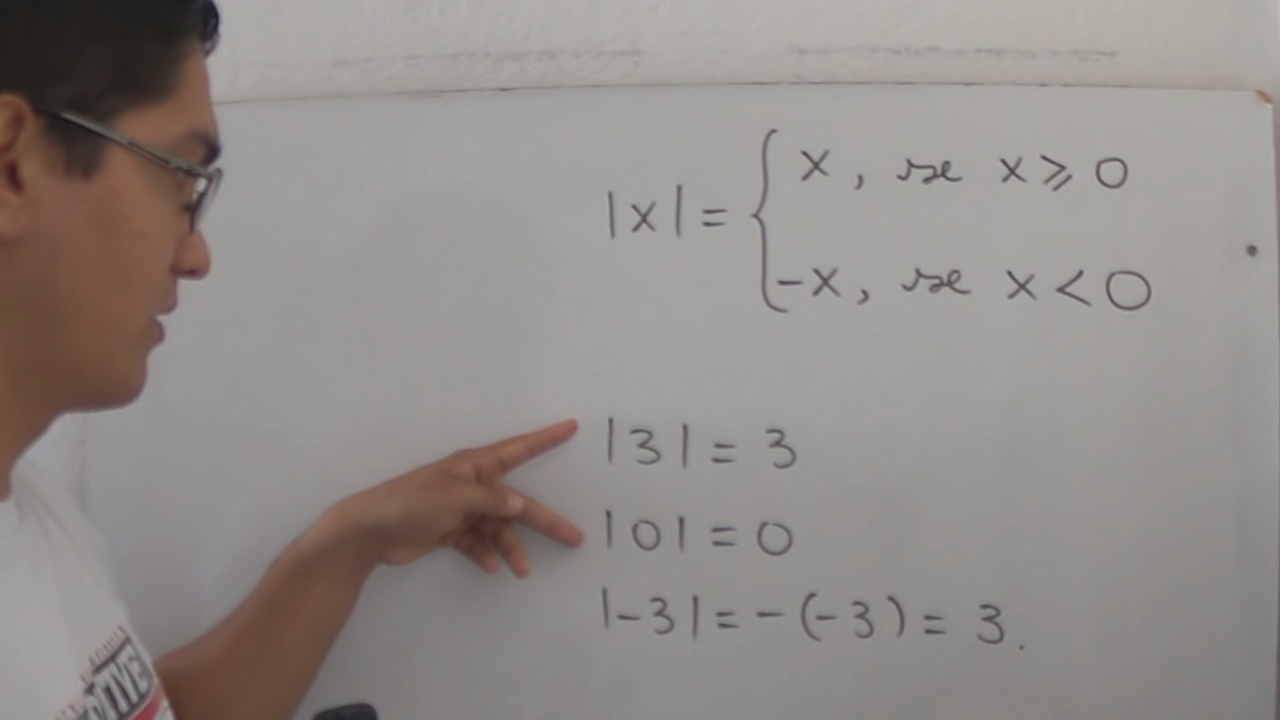 |x| = { x, se x ⩾ 0
-x, se x < 0
|3| = 3
|0| = 0
|-3| = -(-3) = 3.